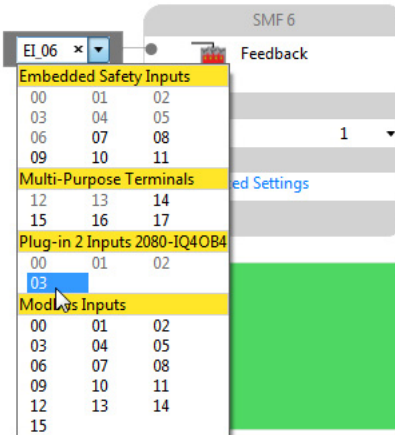 SMF 6
EI_06 × ▼
Feedback
Embedded Safety Inputs
00 01 02
03 04 05
06 07 08
09 10 11
1
Multi-Purpose Terminals
12 13 14
15 16 17
ed Settings
Plug-in 2 Inputs 2080-IQ4OB4
00 01 02
03
Modbus Inputs
00 01 02
03 04 05
06 07 08
09 10 11
12 13 14
15